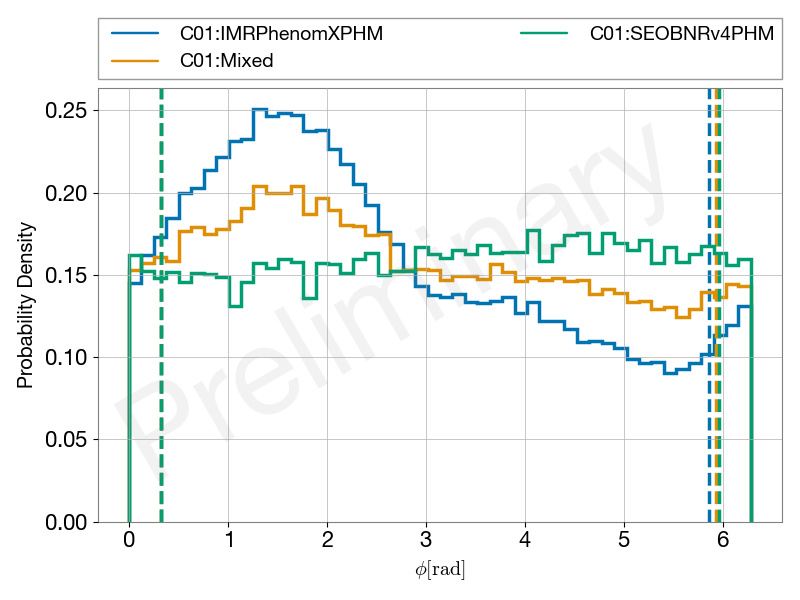 C01:IMRPhenomXPHM
C01:Mixed
C01:SEOBNRv4PHM
0.25
0.20
0.15
0.10
0.05
0.00
Probability Density
Preliminary
0 1 2 3 4 5 6
ϕ[rad]